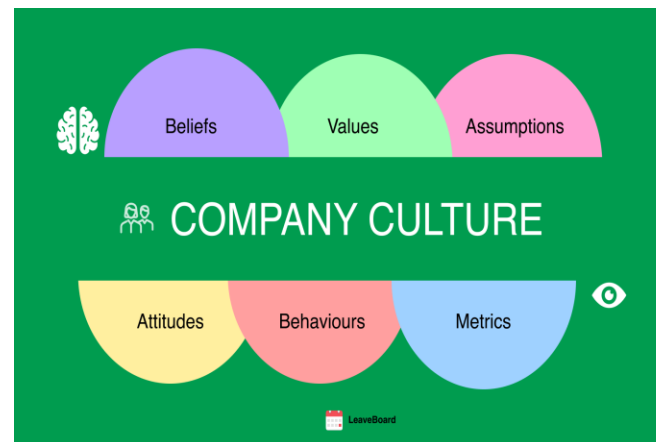 Beliefs
Values
Assumptions
COMPANY CULTURE
Attitudes
Behaviours
Metrics
LeaveBoard